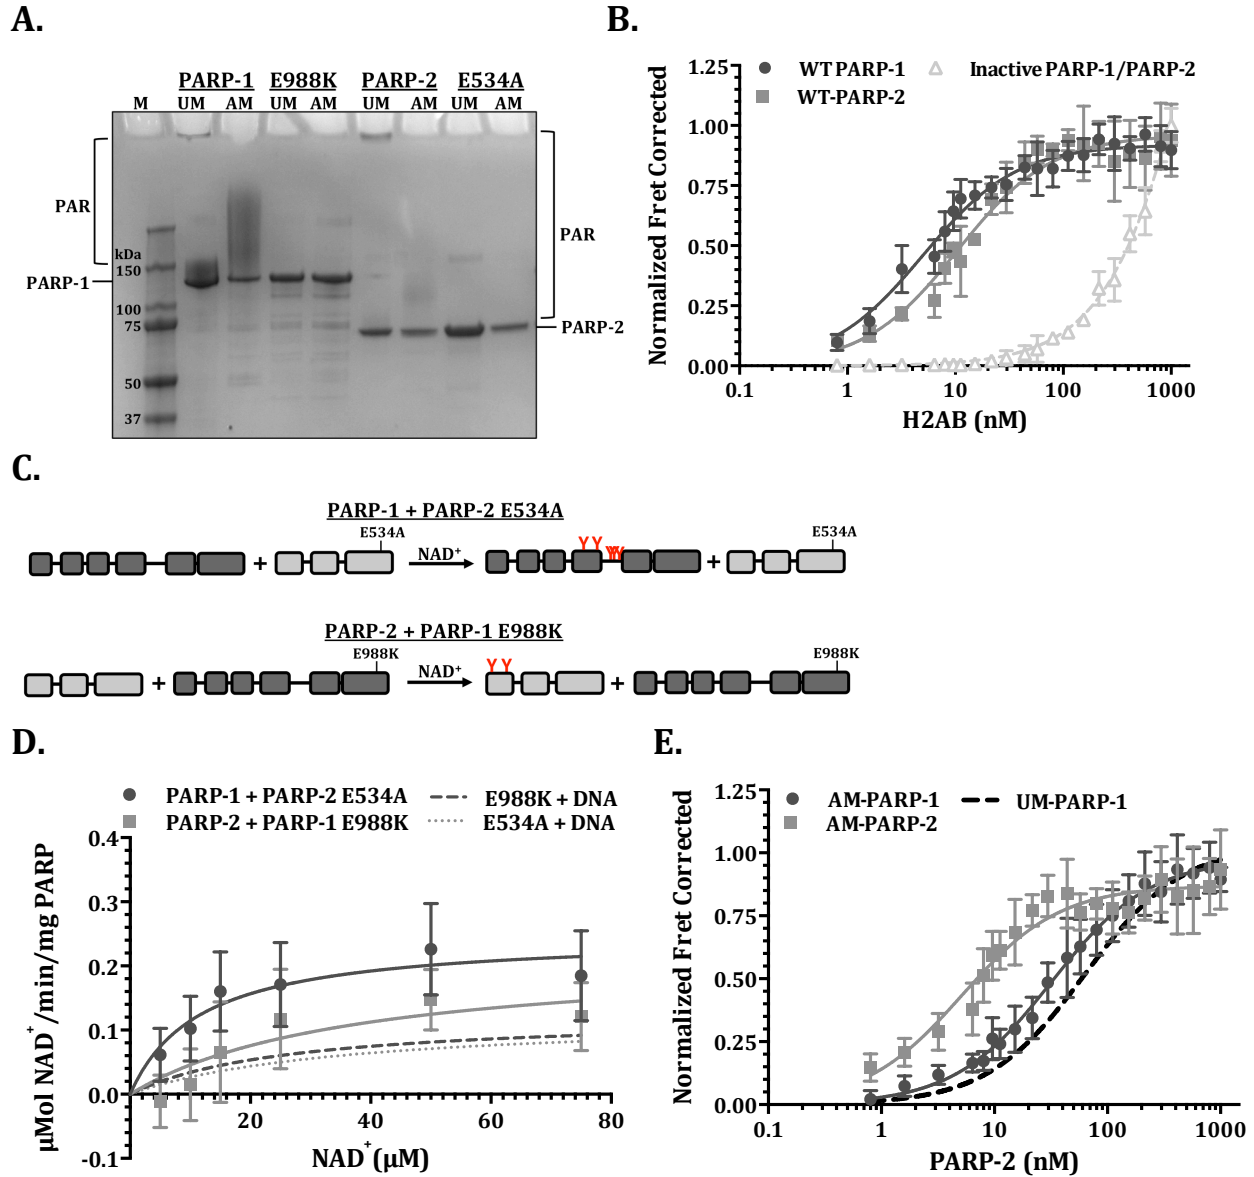 A.
PARP-1 E988K PARP-2 E534A
M UM AM UM AM UM AM UM AM
PAR
PAR
kDa
150
PARP-1
100
75
PARP-2
50
37
B.
WT PARP-1
Inactive PARP-1/PARP-2
WT-PARP-2
Normalized Fret Corrected
1.25
1.00
0.75
0.50
0.25
0.00
0.1 1 10 100 1000
H2AB (nM)
C.
PARP-1 + PARP-2 E534A
E534A
E534A
+ NAD+ +
PARP-2 + PARP-1 E988K
E988K
E988K
+ NAD+ +
D.
PARP-1 + PARP-2 E534A
E988K + DNA
PARP-2 + PARP-1 E988K
E534A + DNA
µMol NAD+/min/mg PARP
0.4
0.3
0.2
0.1
0.0
-0.1
20 40 60 80
NAD+(µM)
E.
AM-PARP-1
UM-PARP-1
AM-PARP-2
Normalized Fret Corrected
1.25
1.00
0.75
0.50
0.25
0.00
0.1 1 10 100 1000
PARP-2 (nM)